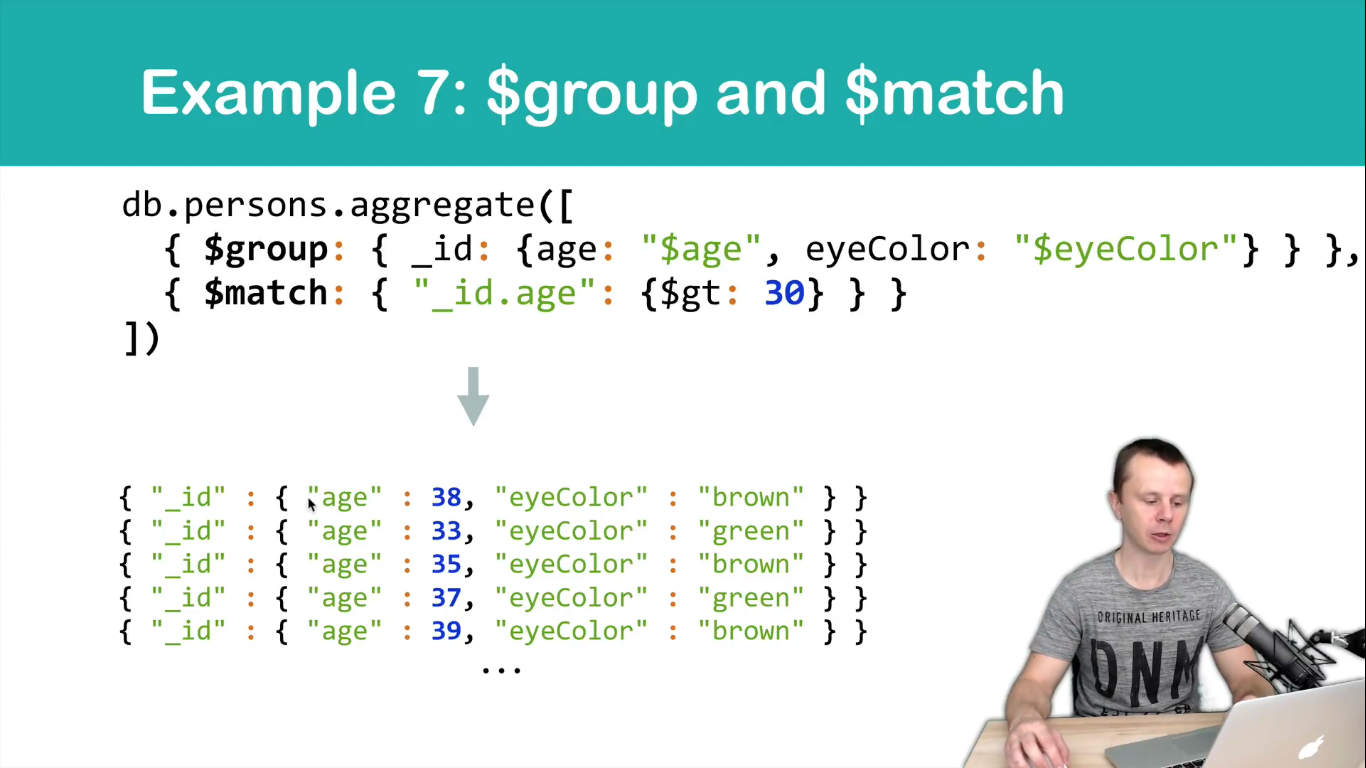 Example 7: $group and $match
db.persons.aggregate([
{ $group: { _id: {age: "$age", eyeColor: "$eyeColor"} } },
{ $match: { "_id.age": {$gt: 30} } }
])
{ "_id" : { "age" : 38, "eyeColor" : "brown" } }
{ "_id" : { "age" : 33, "eyeColor" : "green" } }
{ "_id" : { "age" : 35, "eyeColor" : "brown" } }
{ "_id" : { "age" : 37, "eyeColor" : "green" } }
{ "_id" : { "age" : 39, "eyeColor" : "brown" } }
...
ORIGINAL HERITAGE
DNM